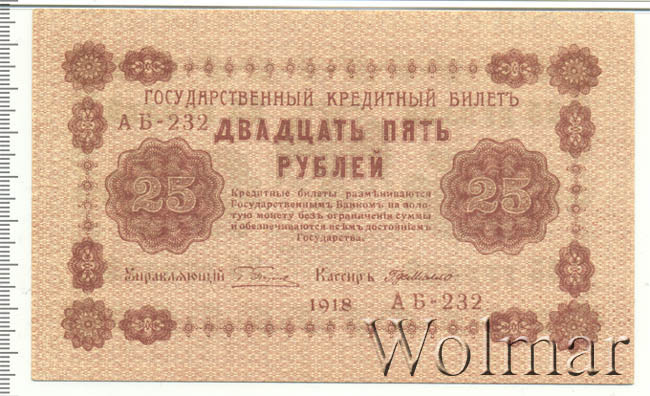 ГОСУДАРСТВЕННЫЙ КРЕДИТНЫЙ БИЛЕТЪ
АБ-232 ДВАДЦАТЬ ПЯТЬ
РУБЛЕЙ
25 25
Кредитные билеты размѣниваются
Государственнымъ Банкомъ на золо-
тую монету безъ ограниченія суммы
и обезпечиваются всѣмъ достояніемъ
Государства.
Управляющій Кассиръ
1918 АБ-232
Wolmar